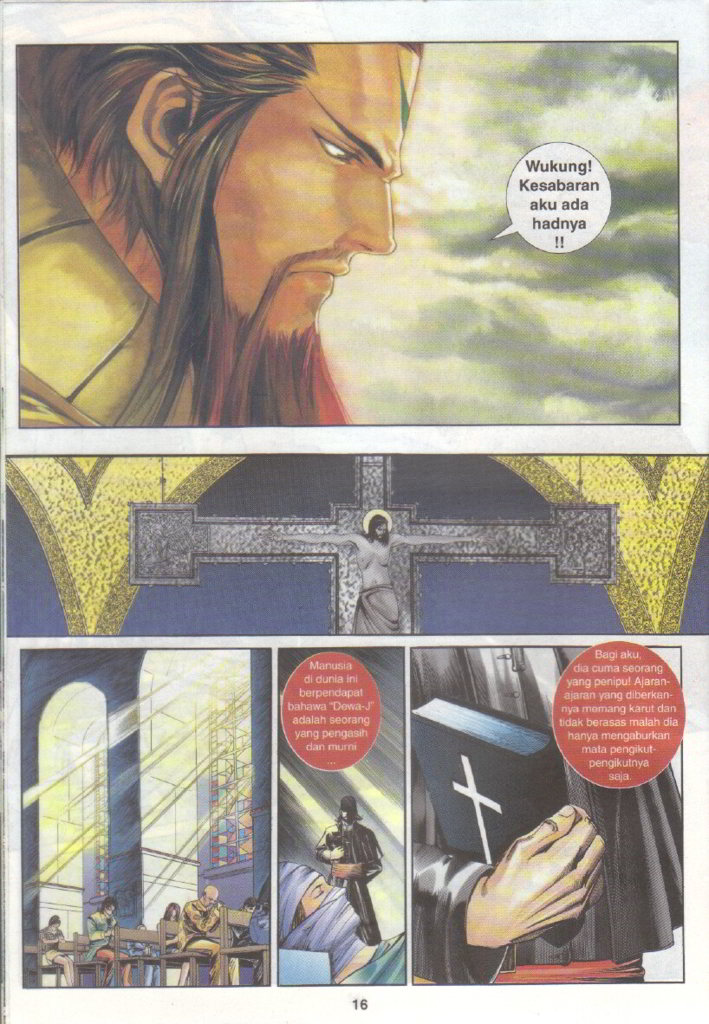 Wukung!
Kesabaran
aku ada
hadnya
!!
Manusia
di dunia ini
berpendapat
bahawa "Dewa-J"
adalah seorang
yang pengasih
dan murni
...
Bagi aku,
dia cuma seorang
yang penipu! Ajaran-
ajaran yang diberkan-
nya memang karut dan
tidak berasas malah dia
hanya mengaburkan
mata pengikut-
pengikutnya
saja.
16